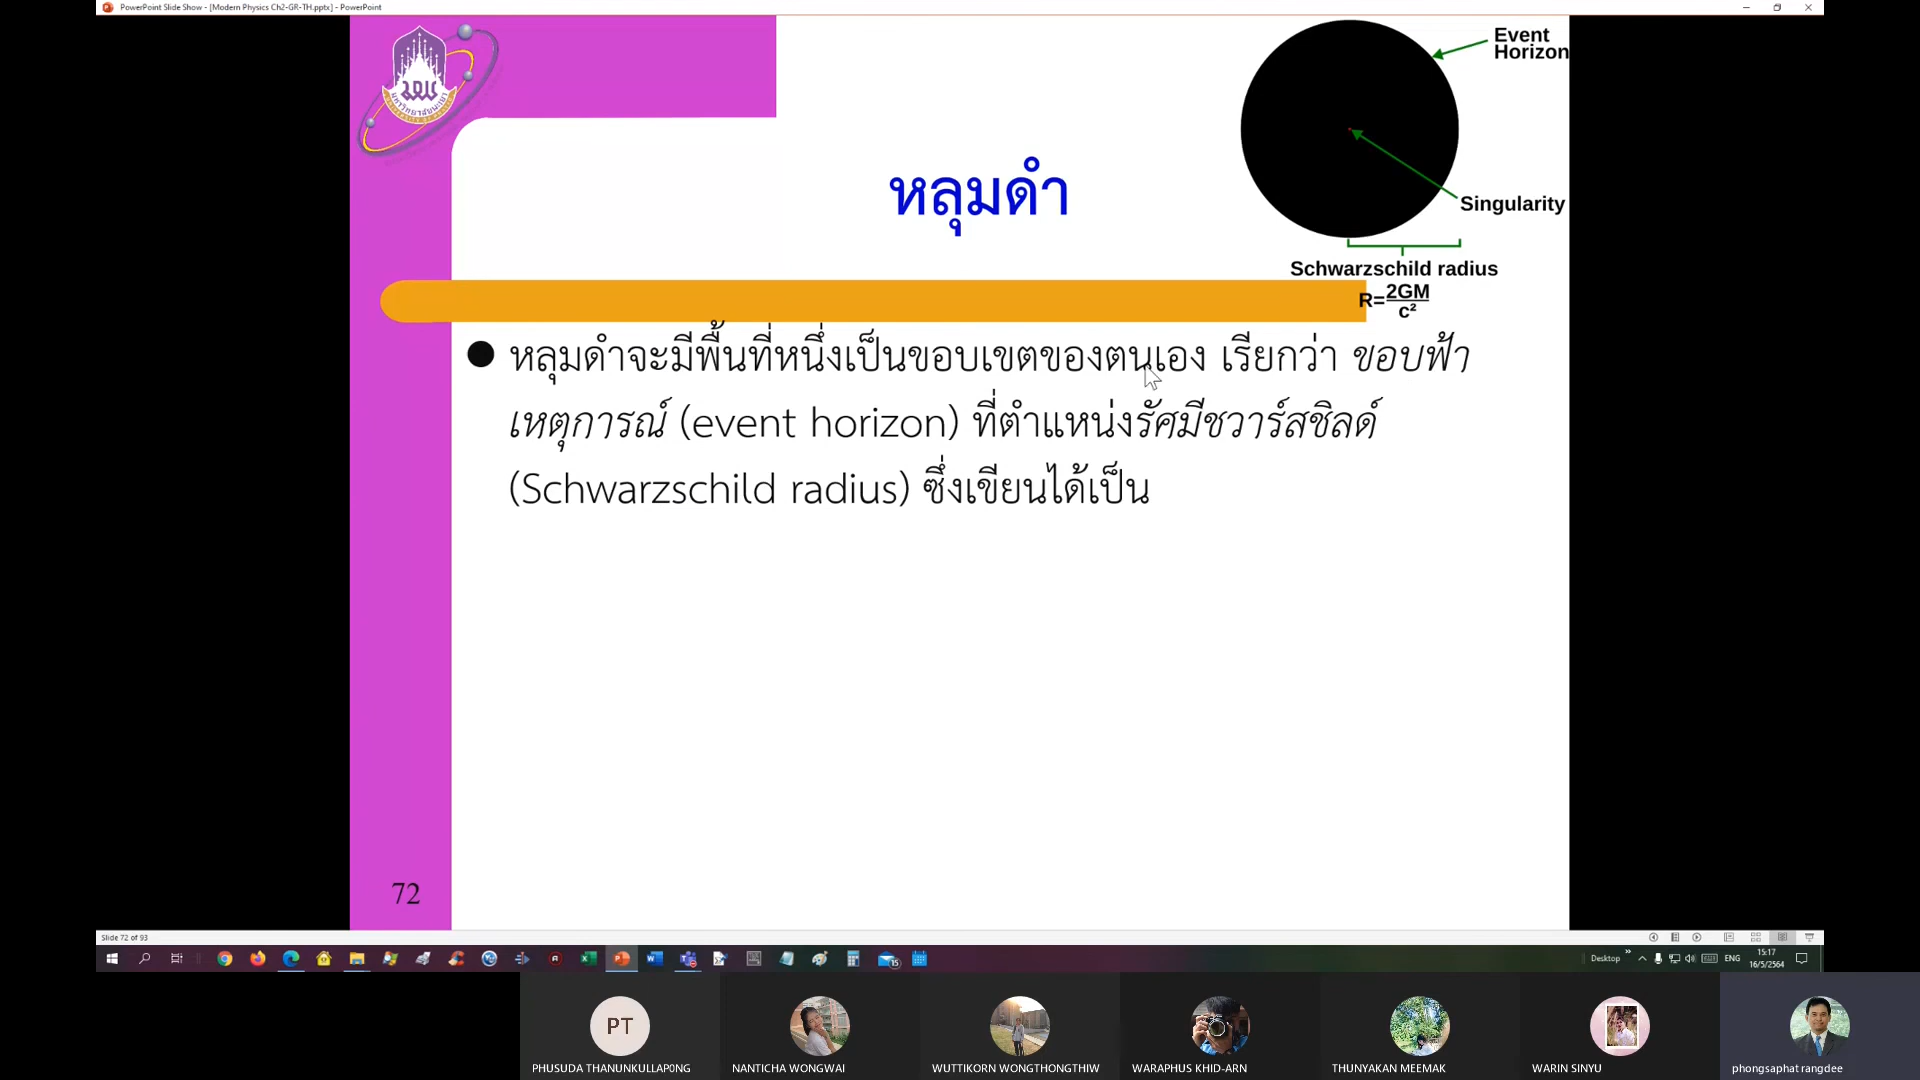 PowerPoint Slide Show - [Modern Physics Ch2-GR-TH.pptx] - PowerPoint
Event
Horizon
หลุมดำ
Singularity
Schwarzschild radius
R=2GM
c²
หลุมดำจะมีพื้นที่หนึ่งเป็นขอบเขตของตนเอง เรียกว่า ขอบฟ้า
เหตุการณ์ (event horizon) ที่ตำแหน่งรัศมีชวาร์สชิลด์
(Schwarzschild radius) ซึ่งเขียนได้เป็น
72
Slide 72 of 93
Desktop
ENG
15:17
16/5/2564
15
PT
PHUSUDA THANUNKULLAP0NG
NANTICHA WONGWAI
WUTTIKORN WONGTHONGTHIW
WARAPHUS KHID-ARN
THUNYAKAN MEEMAK
WARIN SINYU
phongsaphat rangdee